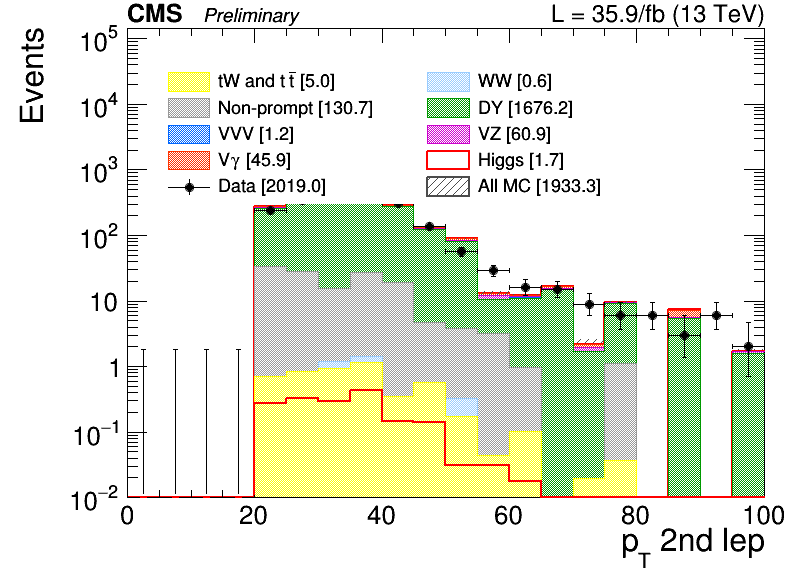 CMS Preliminary L = 35.9/fb (13 TeV)
Events
10⁵
10⁴
10³
10²
10
1
10⁻¹
10⁻²
tW and t t̅ [5.0] WW [0.6]
Non-prompt [130.7] DY [1676.2]
VVV [1.2] VZ [60.9]
Vγ [45.9] Higgs [1.7]
Data [2019.0] All MC [1933.3]
0 20 40 60 80 100
p_T 2nd lep